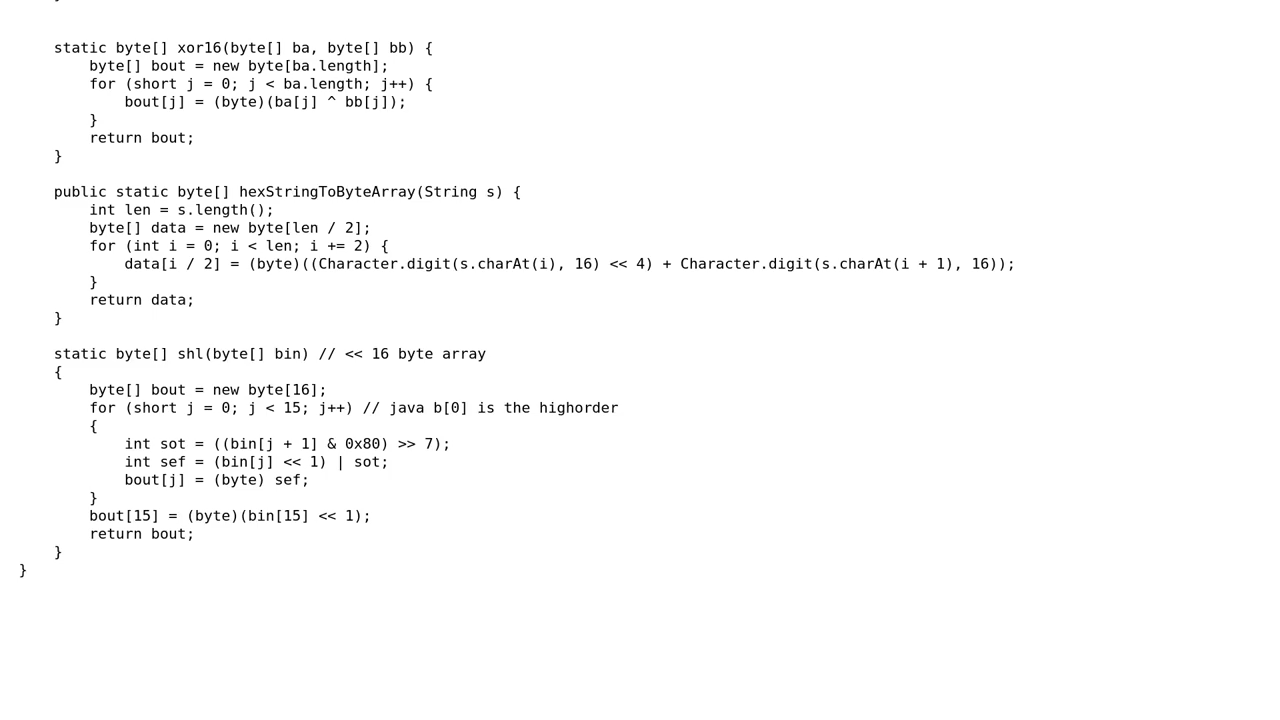 static byte[] xor16(byte[] ba, byte[] bb) {
byte[] bout = new byte[ba.length];
for (short j = 0; j < ba.length; j++) {
bout[j] = (byte)(ba[j] ^ bb[j]);
}
return bout;
}
public static byte[] hexStringToByteArray(String s) {
int len = s.length();
byte[] data = new byte[len / 2];
for (int i = 0; i < len; i += 2) {
data[i / 2] = (byte)((Character.digit(s.charAt(i), 16) << 4) + Character.digit(s.charAt(i + 1), 16));
}
return data;
}
static byte[] shl(byte[] bin) // << 16 byte array
{
byte[] bout = new byte[16];
for (short j = 0; j < 15; j++) // java b[0] is the highorder
{
int sot = ((bin[j + 1] & 0x80) >> 7);
int sef = (bin[j] << 1) | sot;
bout[j] = (byte) sef;
}
bout[15] = (byte)(bin[15] << 1);
return bout;
}
}